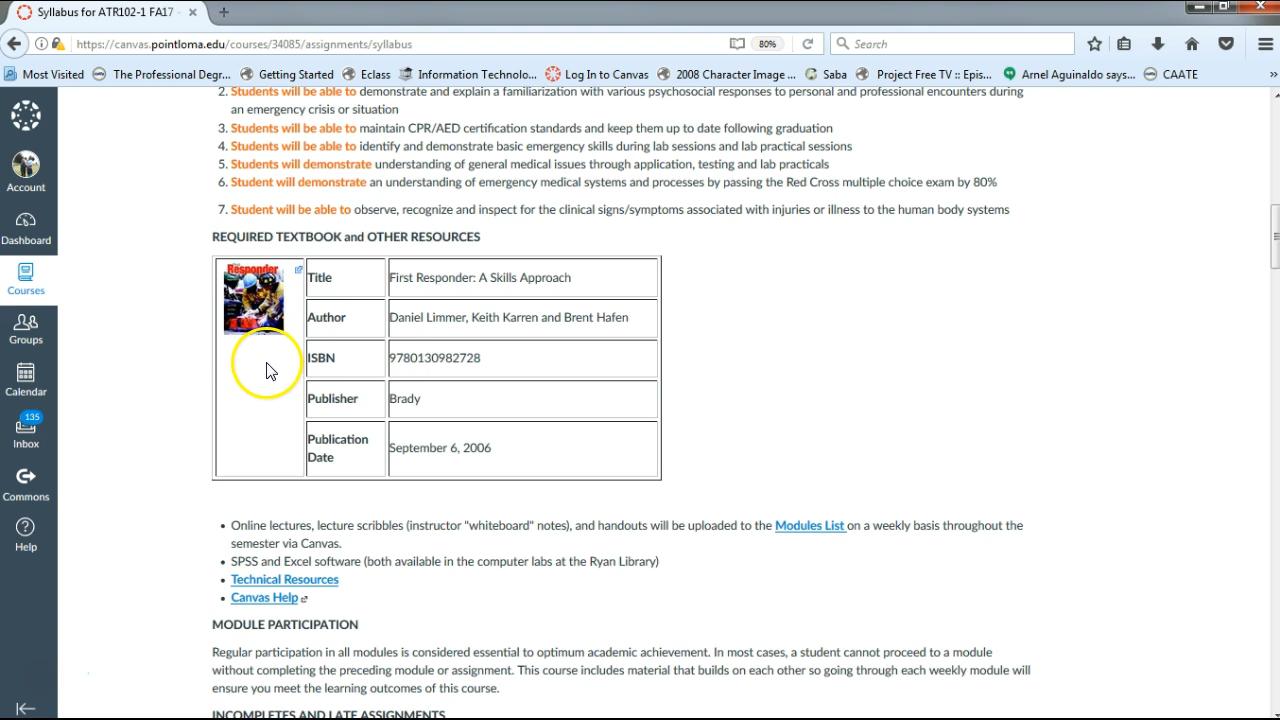 Syllabus for ATR102-1 FA17
https://canvas.pointloma.edu/courses/34085/assignments/syllabus
80%
Search
Most Visited
The Professional Degr...
Getting Started
Eclass
Information Technolo...
Log In to Canvas
2008 Character Image ...
Saba
Project Free TV :: Epis...
Arnel Aguinaldo says...
CAATE
»
Account
Dashboard
Courses
Groups
Calendar
135
Inbox
Commons
Help
2. Students will be able to demonstrate and explain a familiarization with various psychosocial responses to personal and professional encounters during
an emergency crisis or situation
3. Students will be able to maintain CPR/AED certification standards and keep them up to date following graduation
4. Students will be able to identify and demonstrate basic emergency skills during lab sessions and lab practical sessions
5. Students will demonstrate understanding of general medical issues through application, testing and lab practicals
6. Student will demonstrate an understanding of emergency medical systems and processes by passing the Red Cross multiple choice exam by 80%
7. Student will be able to observe, recognize and inspect for the clinical signs/symptoms associated with injuries or illness to the human body systems
REQUIRED TEXTBOOK and OTHER RESOURCES
Responder
Title First Responder: A Skills Approach
Author Daniel Limmer, Keith Karren and Brent Hafen
ISBN 9780130982728
Publisher Brady
Publication
Date
September 6, 2006
• Online lectures, lecture scribbles (instructor "whiteboard" notes), and handouts will be uploaded to the Modules List on a weekly basis throughout the
semester via Canvas.
• SPSS and Excel software (both available in the computer labs at the Ryan Library)
• Technical Resources
• Canvas Help
MODULE PARTICIPATION
Regular participation in all modules is considered essential to optimum academic achievement. In most cases, a student cannot proceed to a module
without completing the preceding module or assignment. This course includes material that builds on each other so going through each weekly module will
ensure you meet the learning outcomes of this course.
INCOMPLETES AND LATE ASSIGNMENTS